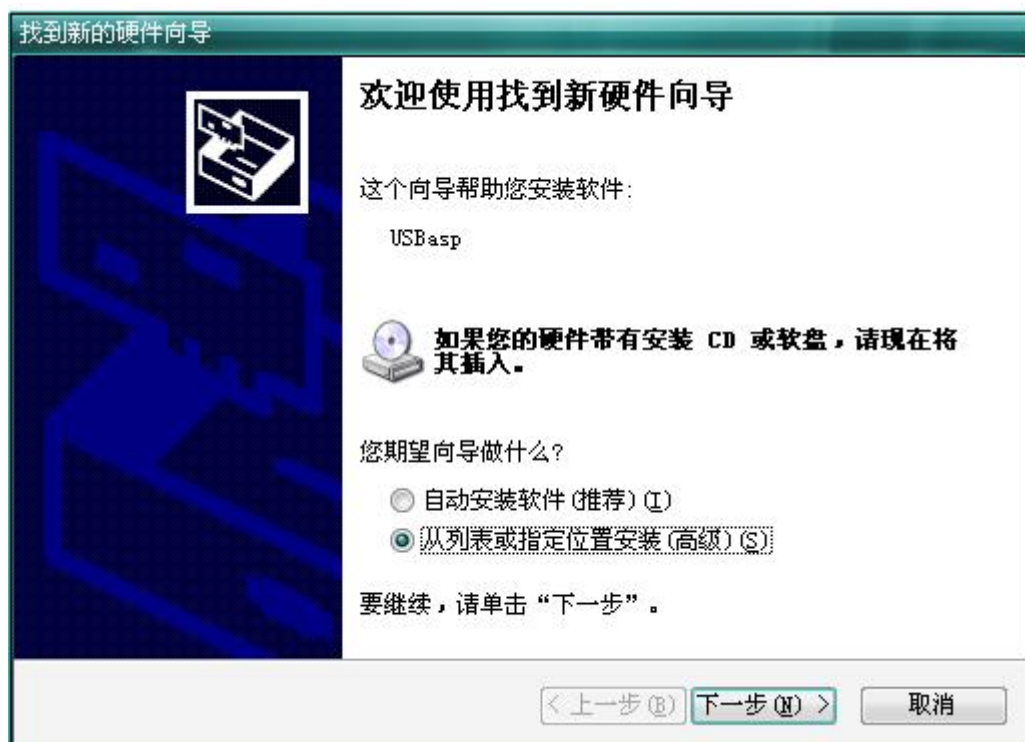 找到新的硬件向导
欢迎使用找到新硬件向导
这个向导帮助您安装软件:
USBasp
如果您的硬件带有安装 CD 或软盘，请现在将
其插入。
您期望向导做什么?
自动安装软件(推荐)(I)
从列表或指定位置安装(高级)(S)
要继续，请单击“下一步”。
< 上一步(B) 下一步(N) > 取消